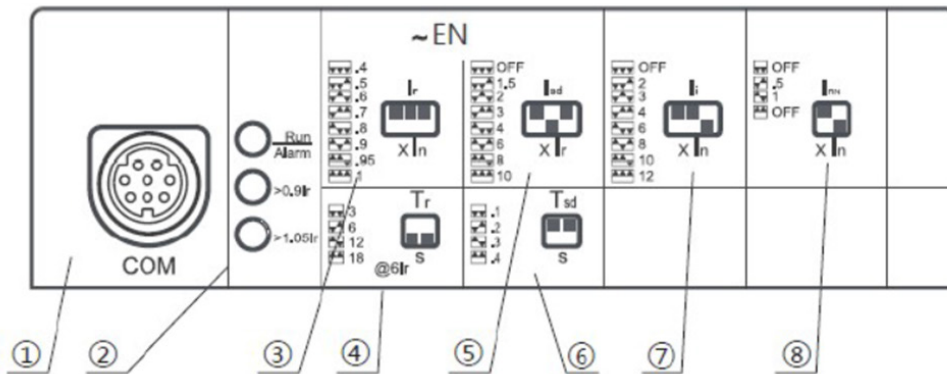 ~EN
COM
Run
Alarm
>0.9Ir
>1.05Ir
.4
.5
.6
.7
.8
.9
.95
1
Ir
x In
3
6
12
18
Tr
s
@6Ir
OFF
1.5
2
3
4
6
8
10
Isd
x Ir
.1
.2
.3
.4
Tsd
s
OFF
2
3
4
6
8
10
12
Ii
x In
OFF
.5
1
OFF
x In
① ② ③ ④ ⑤ ⑥ ⑦ ⑧